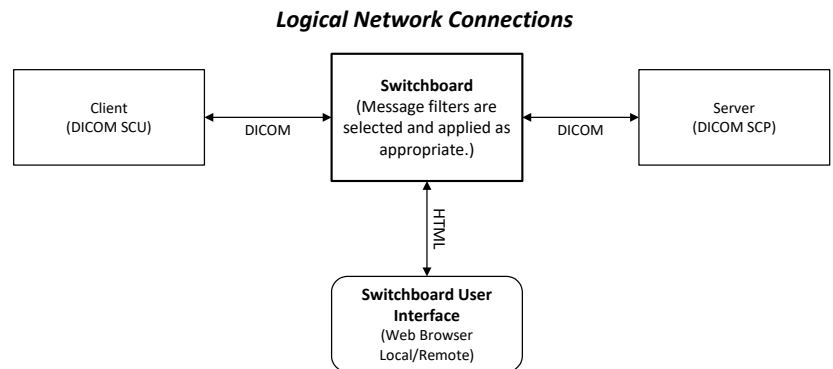 Logical Network Connections
Client
(DICOM SCU)
DICOM
Switchboard
(Message filters are
selected and applied as
appropriate.)
DICOM
Server
(DICOM SCP)
HTML
Switchboard User
Interface
(Web Browser
Local/Remote)